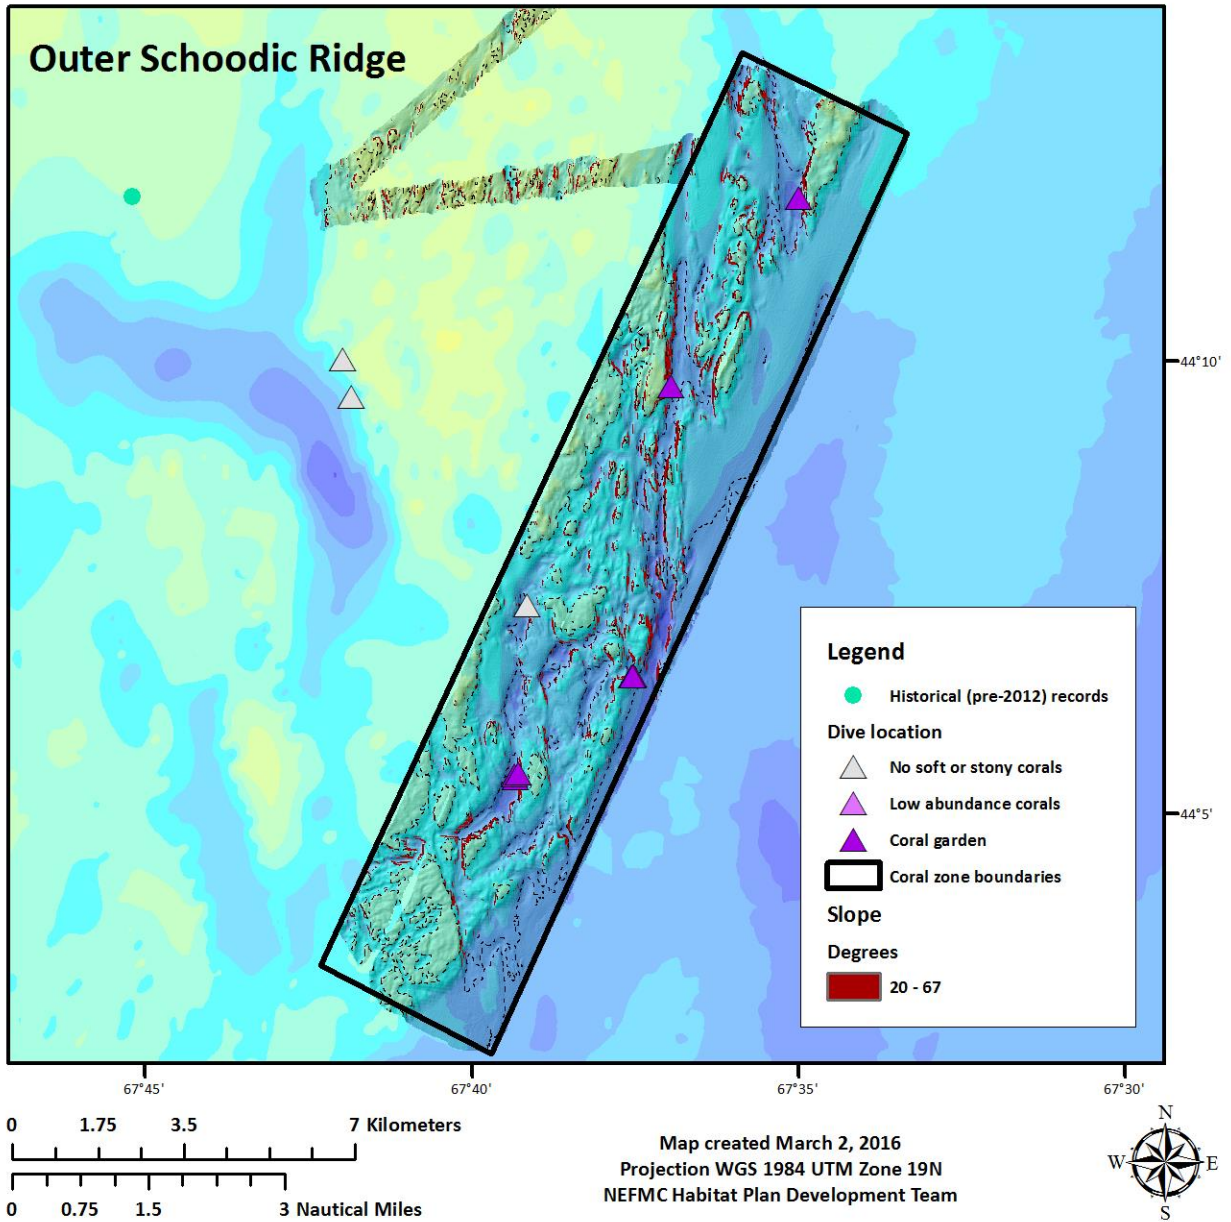 Outer Schoodic Ridge
44°10'
Legend
Historical (pre-2012) records
Dive location
No soft or stony corals
Low abundance corals
Coral garden
Coral zone boundaries
Slope
Degrees
20 - 67
44°5'
67°45' 67°40' 67°35' 67°30'
0 1.75 3.5 7 Kilometers
0 0.75 1.5 3 Nautical Miles
Map created March 2, 2016
Projection WGS 1984 UTM Zone 19N
NEFMC Habitat Plan Development Team
N
W E
S